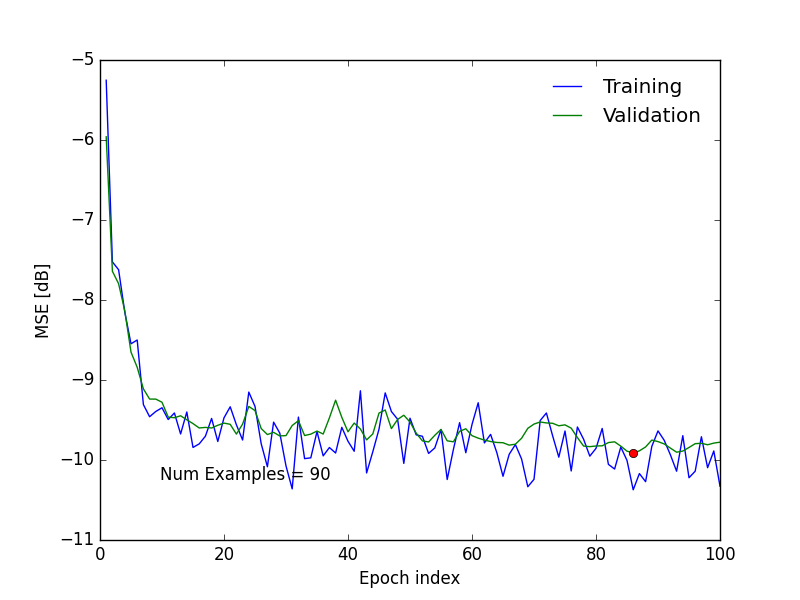 −5
−6
−7
−8
−9
−10
−11
MSE [dB]
Training
Validation
Num Examples = 90
0 20 40 60 80 100
Epoch index